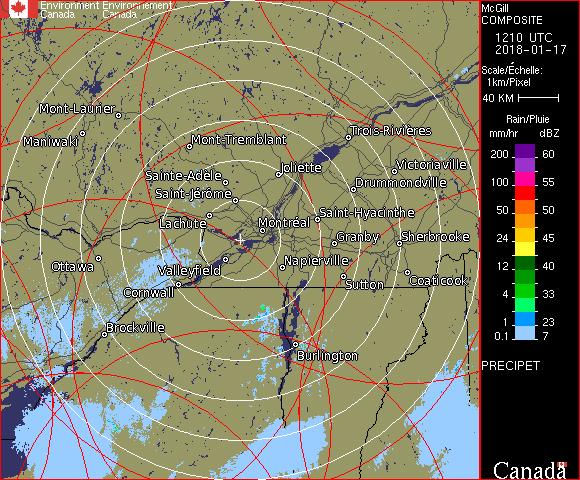 Environment Environnement
Canada Canada
McGill
COMPOSITE
1210 UTC
2018-01-17
Scale/Échelle:
1km/Pixel
40 KM
Rain/Pluie
mm/hr dBZ
200 60
150 55
100 55
50 50
24 45
12 40
4 33
1 23
0.1 7
PRECIPET
Canada
Mont-Laurier
Maniwaki
Mont-Tremblant
Trois-Rivières
Joliette
Victoriaville
Sainte-Adèle
Drummondville
Saint-Jérôme
Lachute
Saint-Hyacinthe
Montréal
Granby
Sherbrooke
Ottawa
Valleyfield
Napierville
Cornwall
Sutton
Coaticook
Brockville
Burlington